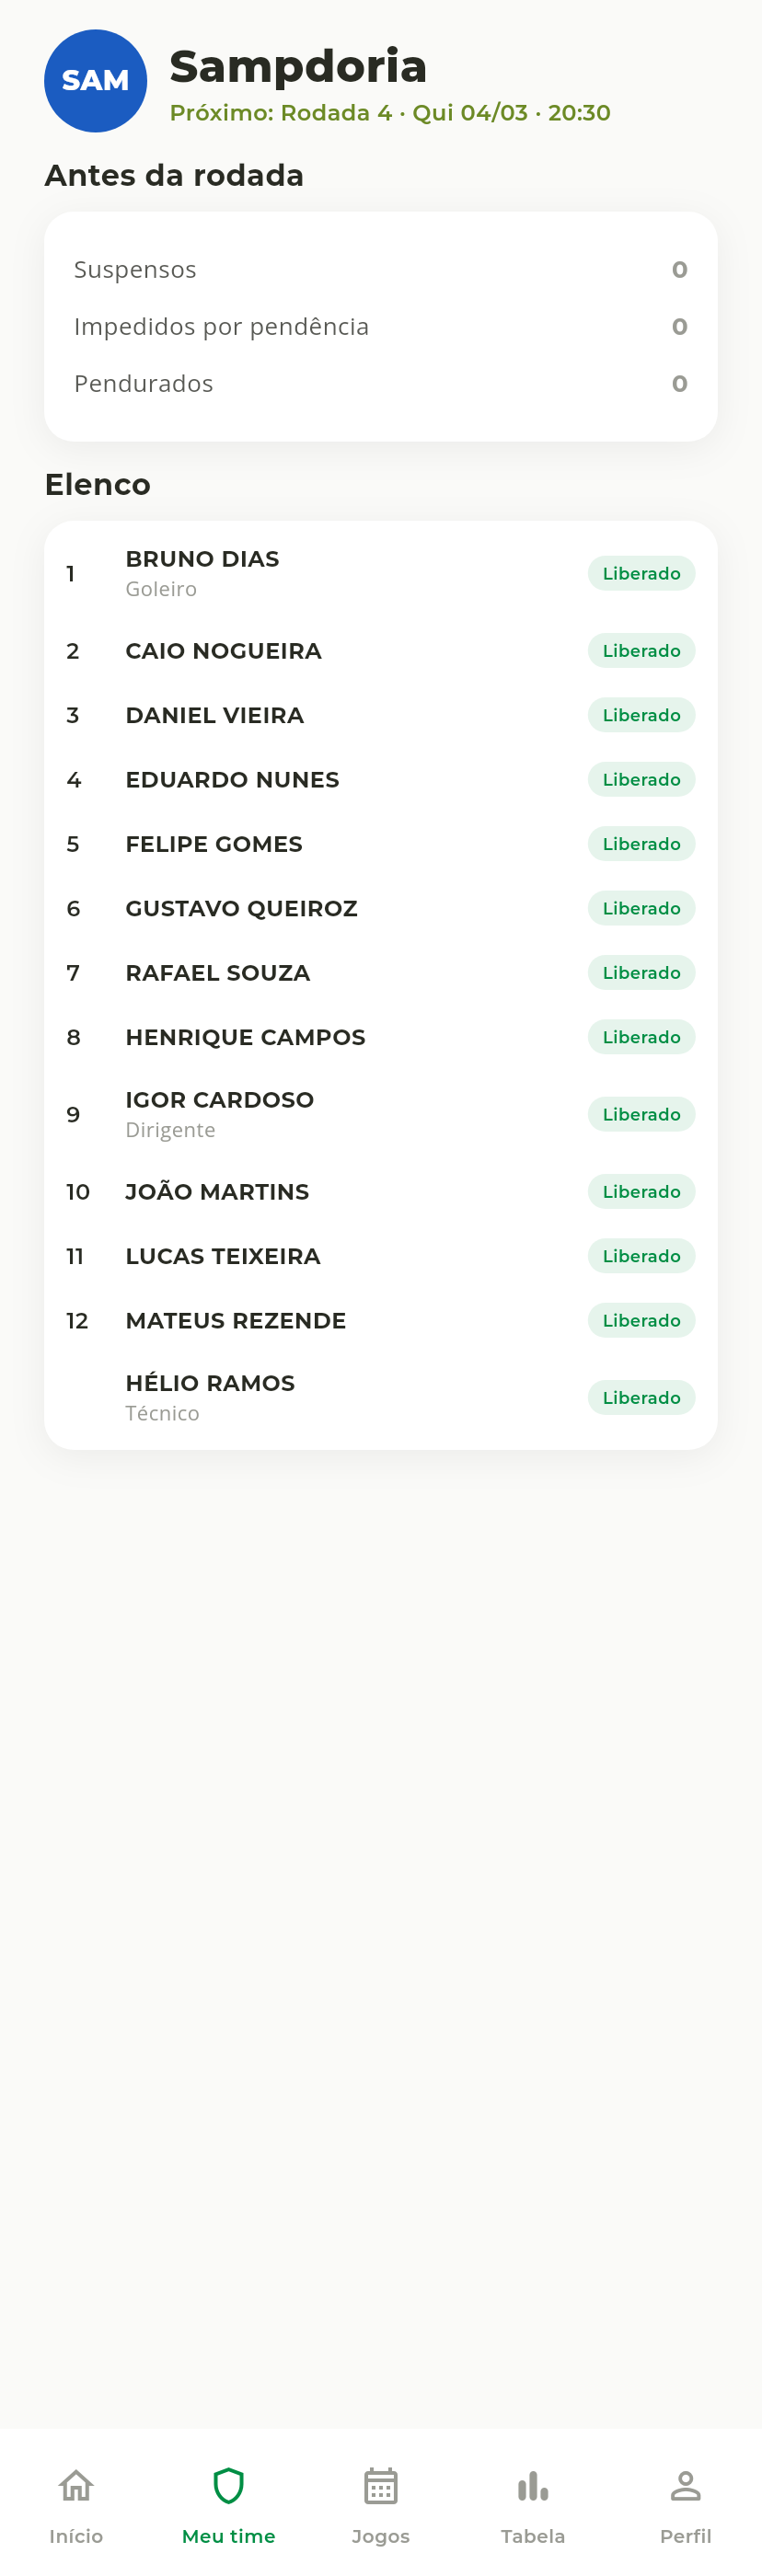 SAM
Sampdoria
Próximo: Rodada 4 · Qui 04/03 · 20:30
Antes da rodada
Suspensos 0
Impedidos por pendência 0
Pendurados 0
Elenco
1 BRUNO DIAS Liberado
Goleiro
2 CAIO NOGUEIRA Liberado
3 DANIEL VIEIRA Liberado
4 EDUARDO NUNES Liberado
5 FELIPE GOMES Liberado
6 GUSTAVO QUEIROZ Liberado
7 RAFAEL SOUZA Liberado
8 HENRIQUE CAMPOS Liberado
9 IGOR CARDOSO Liberado
Dirigente
10 JOÃO MARTINS Liberado
11 LUCAS TEIXEIRA Liberado
12 MATEUS REZENDE Liberado
HÉLIO RAMOS Liberado
Técnico
Início Meu time Jogos Tabela Perfil